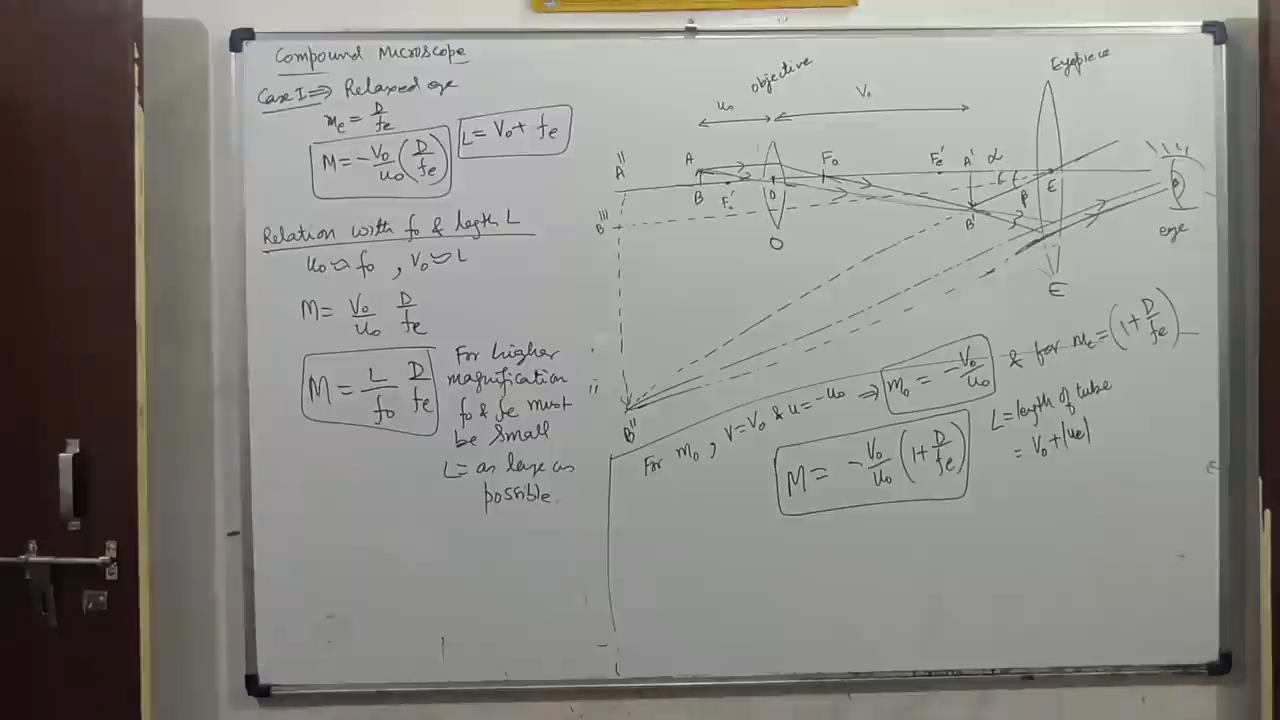 Compound Microscope
Case I ⇒ Relaxed eye
me = D/fe
M = -V₀/u₀ (D/fe)
L = V₀ + fe
Relation with f₀ & legth L
u₀ ≈ f₀ , V₀ ≈ L
M = V₀/u₀ D/fe
M = L/f₀ D/fe
For higher
magnification
f₀ & fe must
be small
L = as large as
possible.
objective
Eyepiece
u₀
V₀
A''
A
F₀
Fe'
A'
α
B
F₀'
O
β
E
B'''
B'
eye
O
E
B''
For m₀ , V = V₀ & u = -u₀ ⇒ m₀ = -V₀/u₀ & for me = (1 + D/fe)
M = -V₀/u₀ (1 + D/fe)
L = length of tube
= V₀ + |ue|